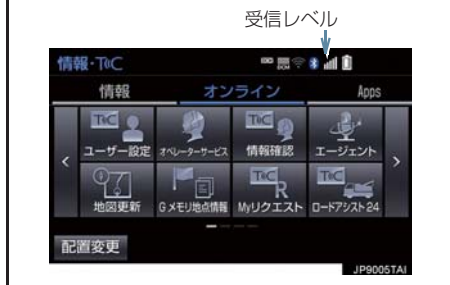 受信レベル
情報・T@C
DCM
情報 オンライン Apps
T@C T@C
ユーザー設定 オペレーターサービス 情報確認 エージェント
T@C T@C
地図更新 Gメモリ地点情報 Myリクエスト ロードアシスト24
配置変更
JP9005TAI